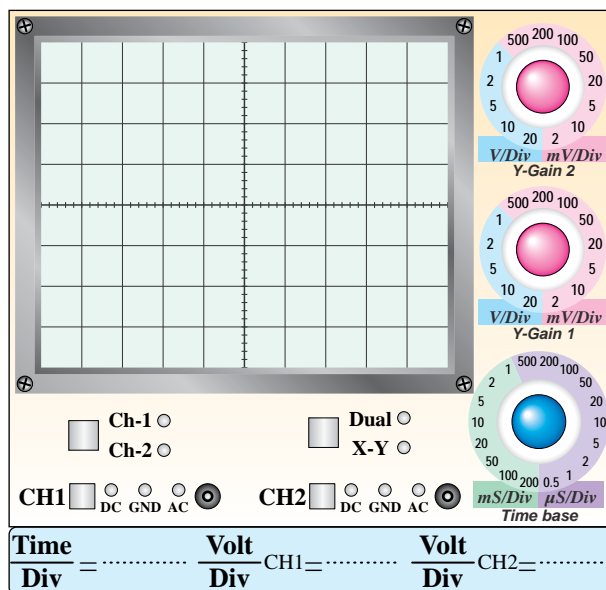 500 200 100
1 50
2 20
5 10
10 20 2
V/Div mV/Div
Y-Gain 2
500 200 100
1 50
2 20
5 10
10 20 2 5
V/Div mV/Div
Y-Gain 1
500 200 100
1 50
2 20
5 10
10 5
20 2
50 1
100 200 0.5
mS/Div µS/Div
Time base
Ch-1 Dual
Ch-2 X-Y
CH1 DC GND AC CH2 DC GND AC
Time Volt Volt
Div = ............ Div CH1= ............ Div CH2= ............